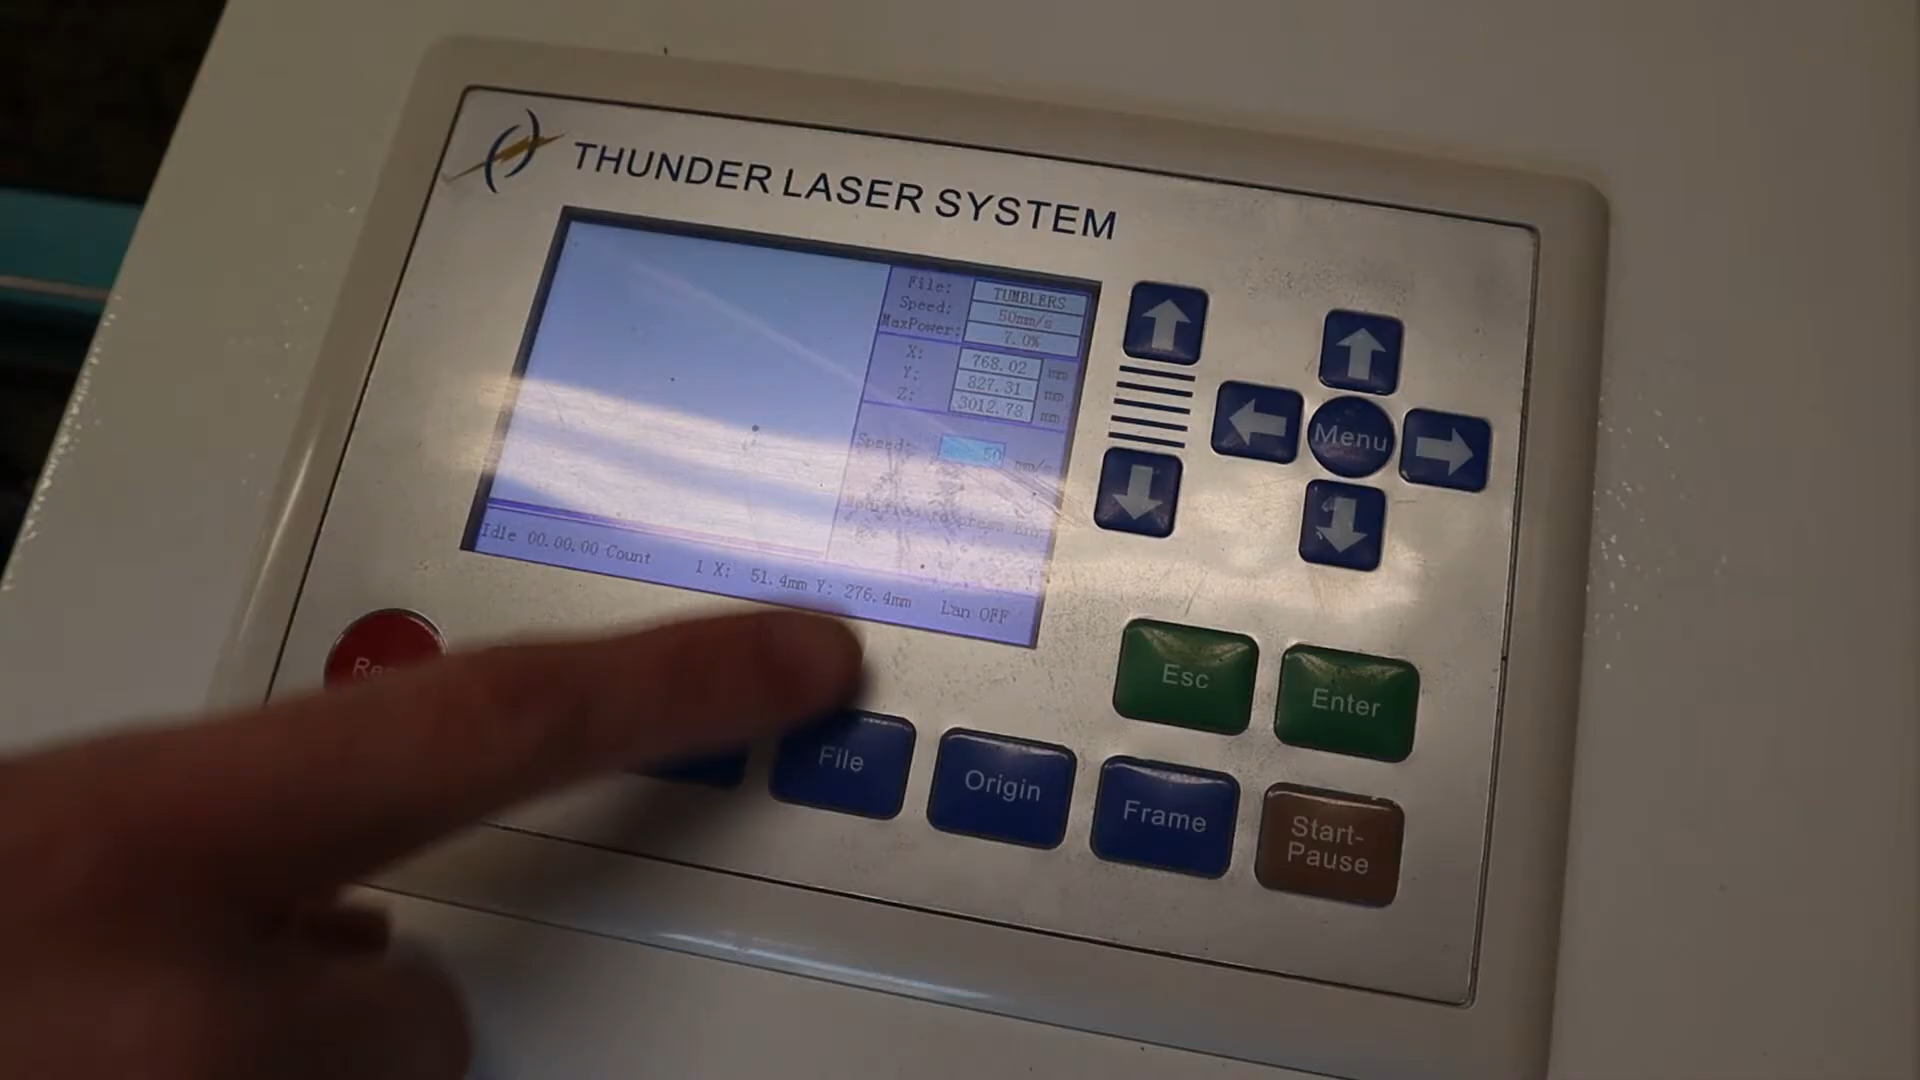 THUNDER LASER SYSTEM
File: TUMBLERS
Speed: 50mm/s
MaxPower: 7.0%
X: 768.02 mm
Y: 827.31 mm
Z: 3012.78 mm
Speed: 50 mm/s
Idle 00.00.00 Count 1 X: 51.4mm Y: 276.4mm Lan OFF
Menu
Esc
Enter
File
Origin
Frame
Start-
Pause